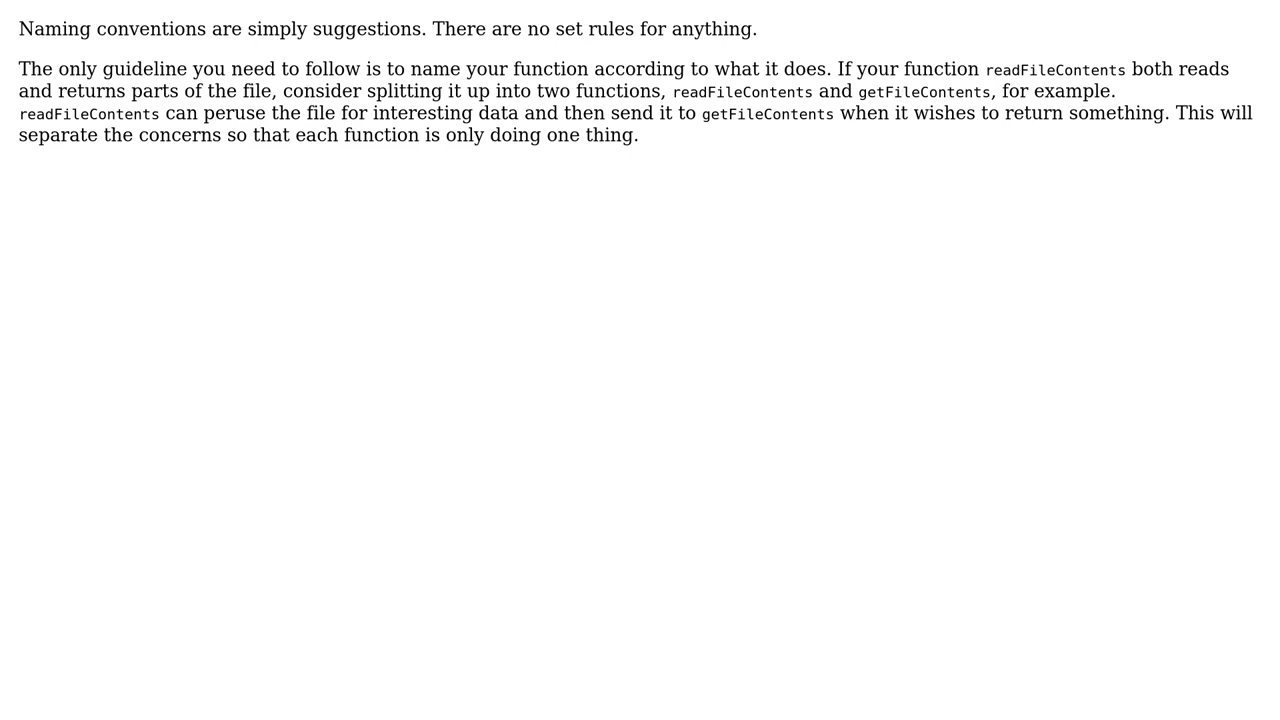 Naming conventions are simply suggestions. There are no set rules for anything.
The only guideline you need to follow is to name your function according to what it does. If your function readFileContents both reads
and returns parts of the file, consider splitting it up into two functions, readFileContents and getFileContents, for example.
readFileContents can peruse the file for interesting data and then send it to getFileContents when it wishes to return something. This will
separate the concerns so that each function is only doing one thing.